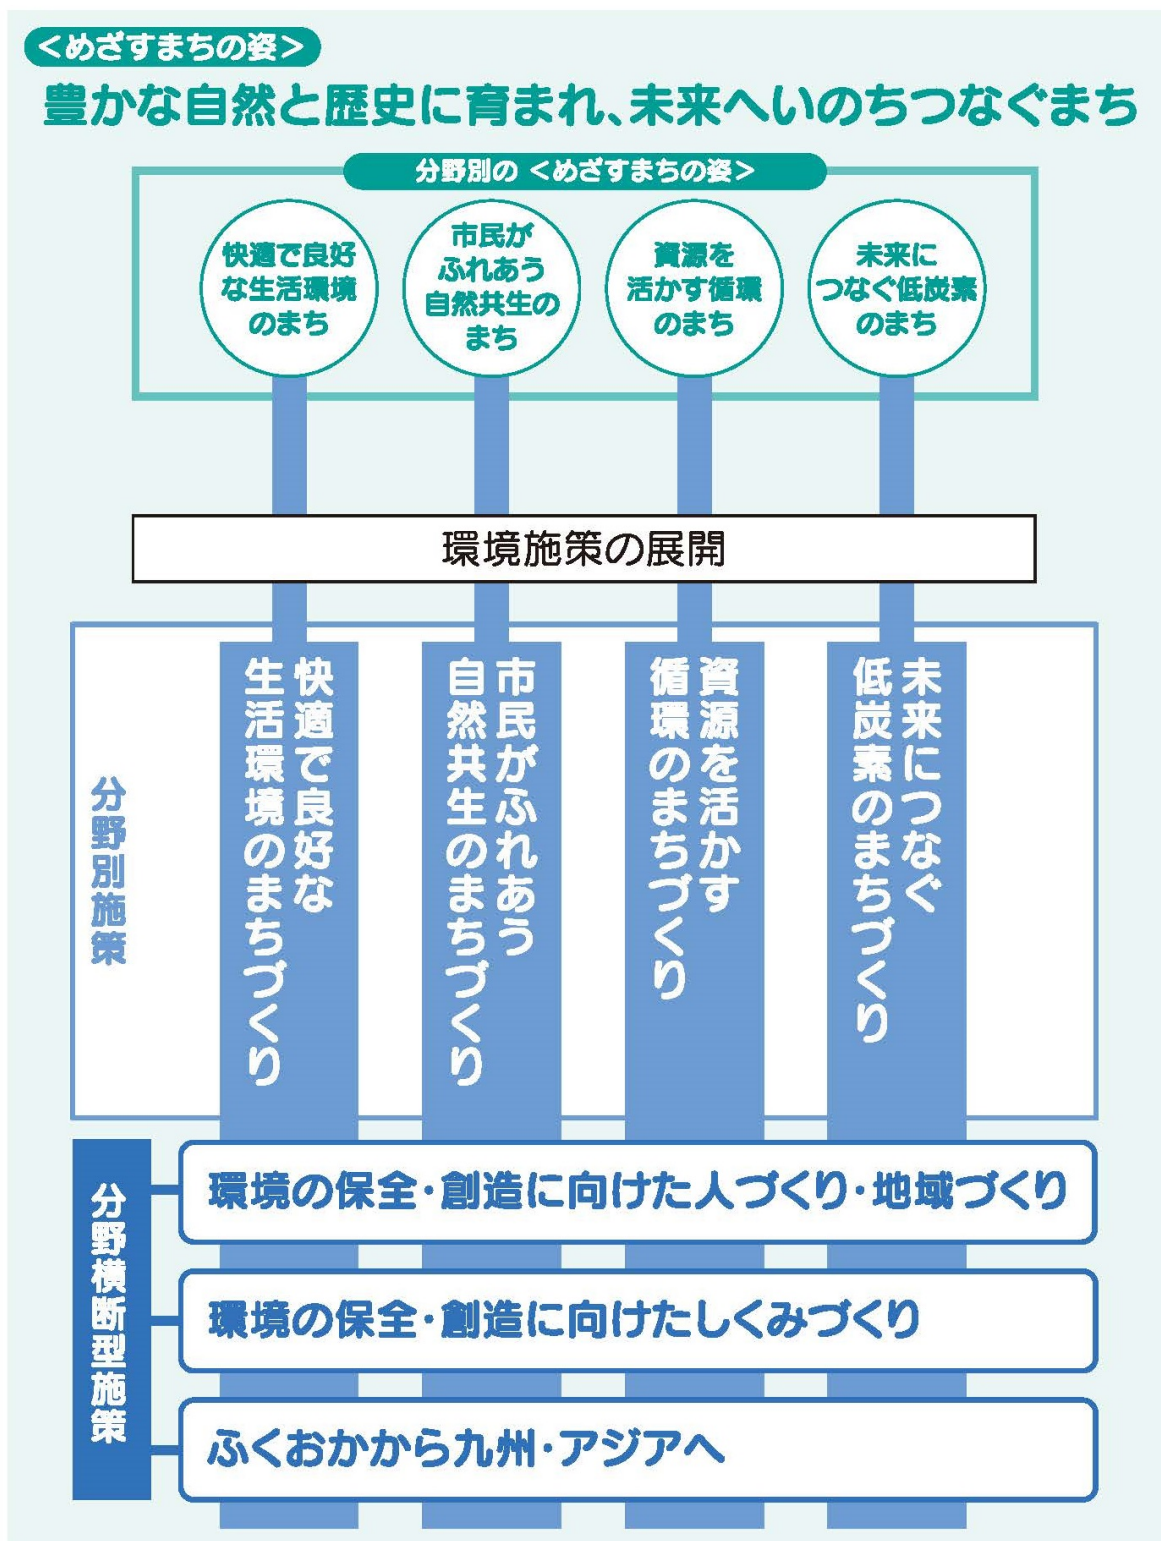 ＜めざすまちの姿＞
豊かな自然と歴史に育まれ、未来へいのちつなぐまち
分野別の ＜めざすまちの姿＞
快適で良好
な生活環境
のまち
市民が
ふれあう
自然共生の
まち
資源を
活かす循環
のまち
未来に
つなぐ低炭素
のまち
環境施策の展開
分野別施策
快適で良好な
生活環境のまちづくり
市民がふれあう
自然共生のまちづくり
資源を活かす
循環のまちづくり
未来につなぐ
低炭素のまちづくり
分野横断型施策
環境の保全・創造に向けた人づくり・地域づくり
環境の保全・創造に向けたしくみづくり
ふくおかから九州・アジアへ